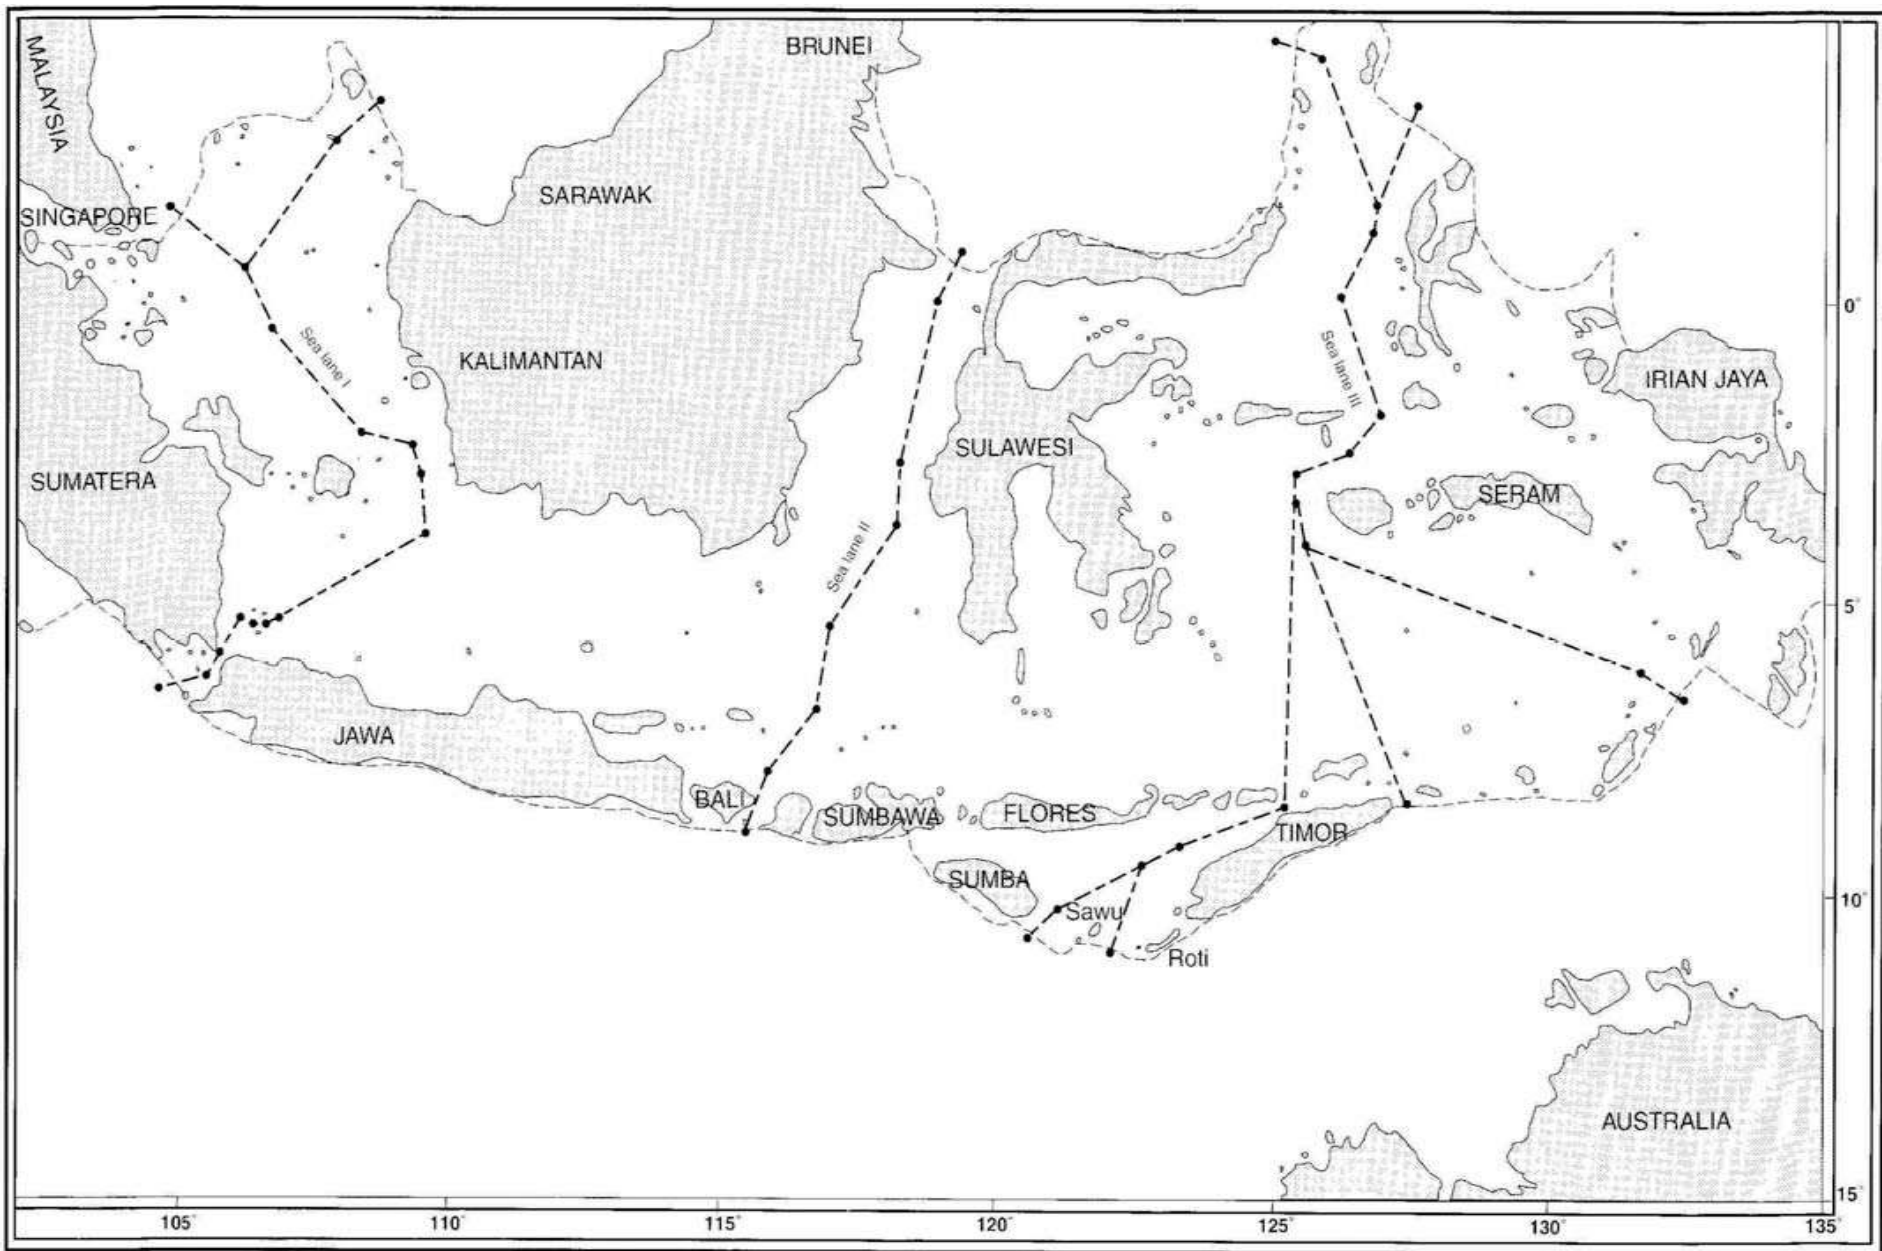 BRUNEI
MALAYSIA
SARAWAK
SINGAPORE
0°
Sea lane I
Sea lane III
KALIMANTAN
IRIAN JAYA
SULAWESI
SUMATERA
SERAM
Sea lane II
5°
JAWA
BALI
SUMBAWA
FLORES
TIMOR
SUMBA
10°
Sawu
Roti
AUSTRALIA
15°
105°
110°
115°
120°
125°
130°
135°